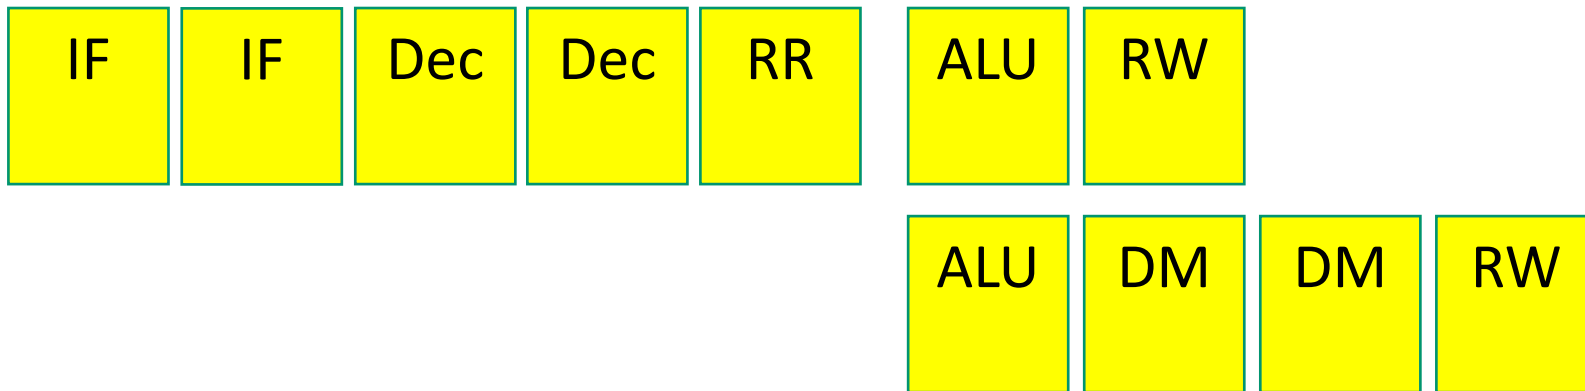 IF IF Dec Dec RR ALU RW
ALU DM DM RW